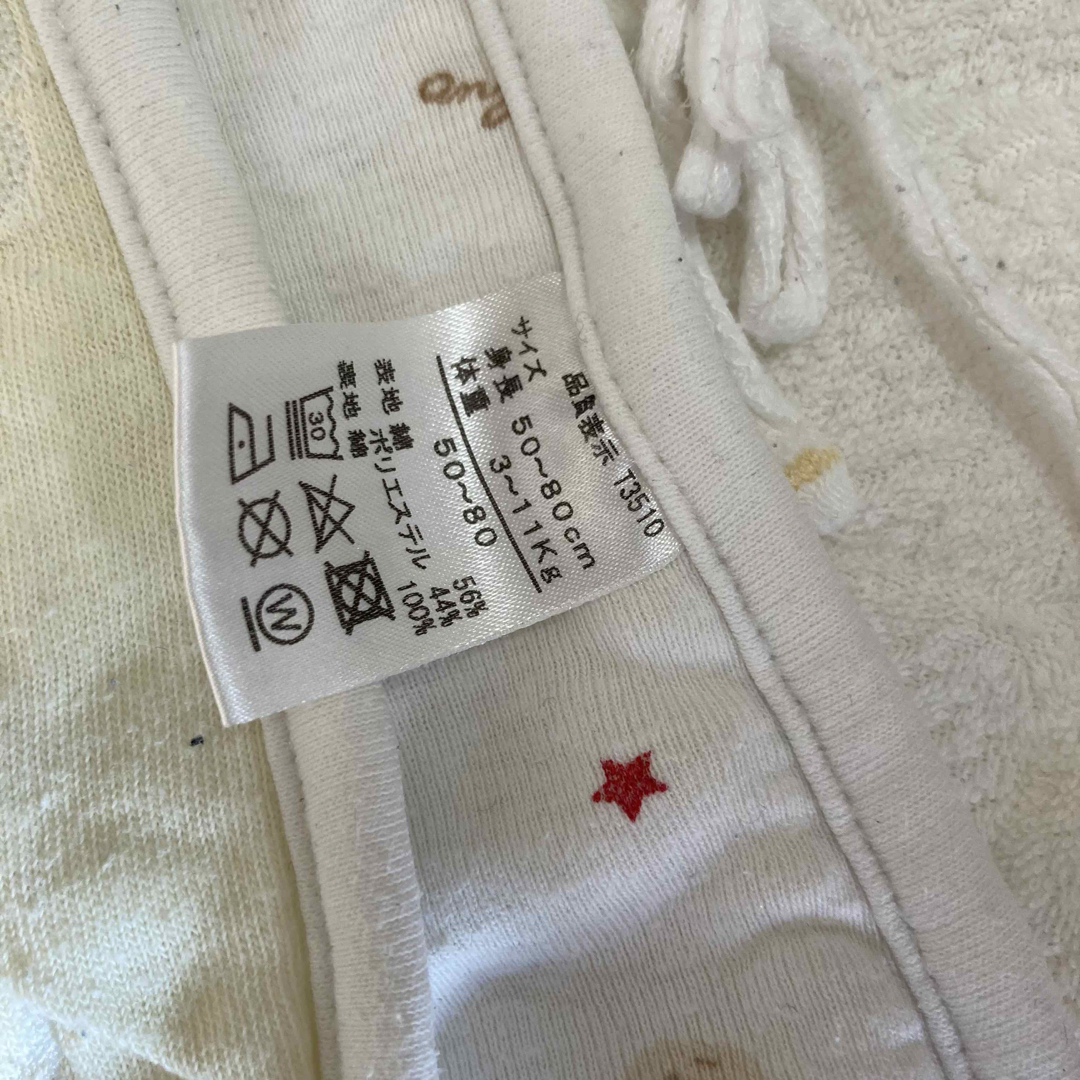 品質表示 T3510
サイズ
身長 50~80cm
体重 3~11Kg
50~80
表地 綿 56%
ポリエステル 44%
裏地 綿 100%
30
W